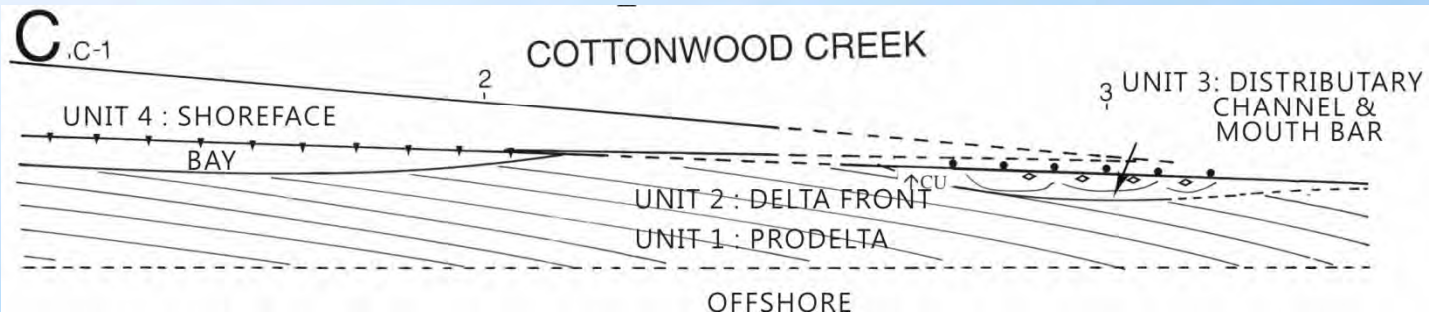 C
.C-1
COTTONWOOD CREEK
2
3
UNIT 3: DISTRIBUTARY
CHANNEL &
MOUTH BAR
UNIT 4 : SHOREFACE
BAY
↑CU
UNIT 2 : DELTA FRONT
UNIT 1 : PRODELTA
OFFSHORE